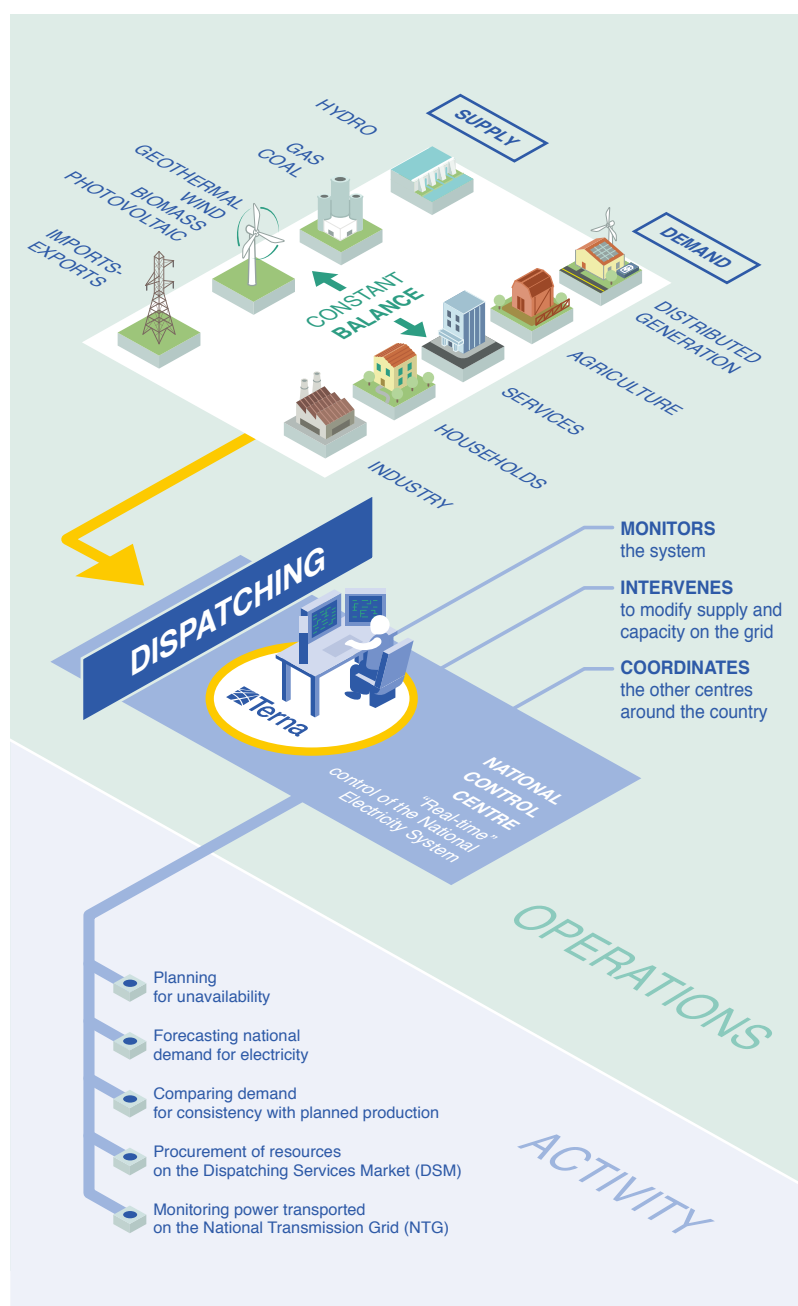 SUPPLY
HYDRO
GAS
COAL
GEOTHERMAL
WIND
BIOMASS
PHOTOVOLTAIC
IMPORTS-
EXPORTS
CONSTANT
BALANCE
DEMAND
DISTRIBUTED
GENERATION
AGRICULTURE
SERVICES
HOUSEHOLDS
INDUSTRY
DISPATCHING
Terna
MONITORS
the system
INTERVENES
to modify supply and
capacity on the grid
COORDINATES
the other centres
around the country
NATIONAL
CONTROL
CENTRE
“Real-time”
control of the National
Electricity System
OPERATIONS
Planning
for unavailability
Forecasting national
demand for electricity
Comparing demand
for consistency with planned production
Procurement of resources
on the Dispatching Services Market (DSM)
Monitoring power transported
on the National Transmission Grid (NTG)
ACTIVITY